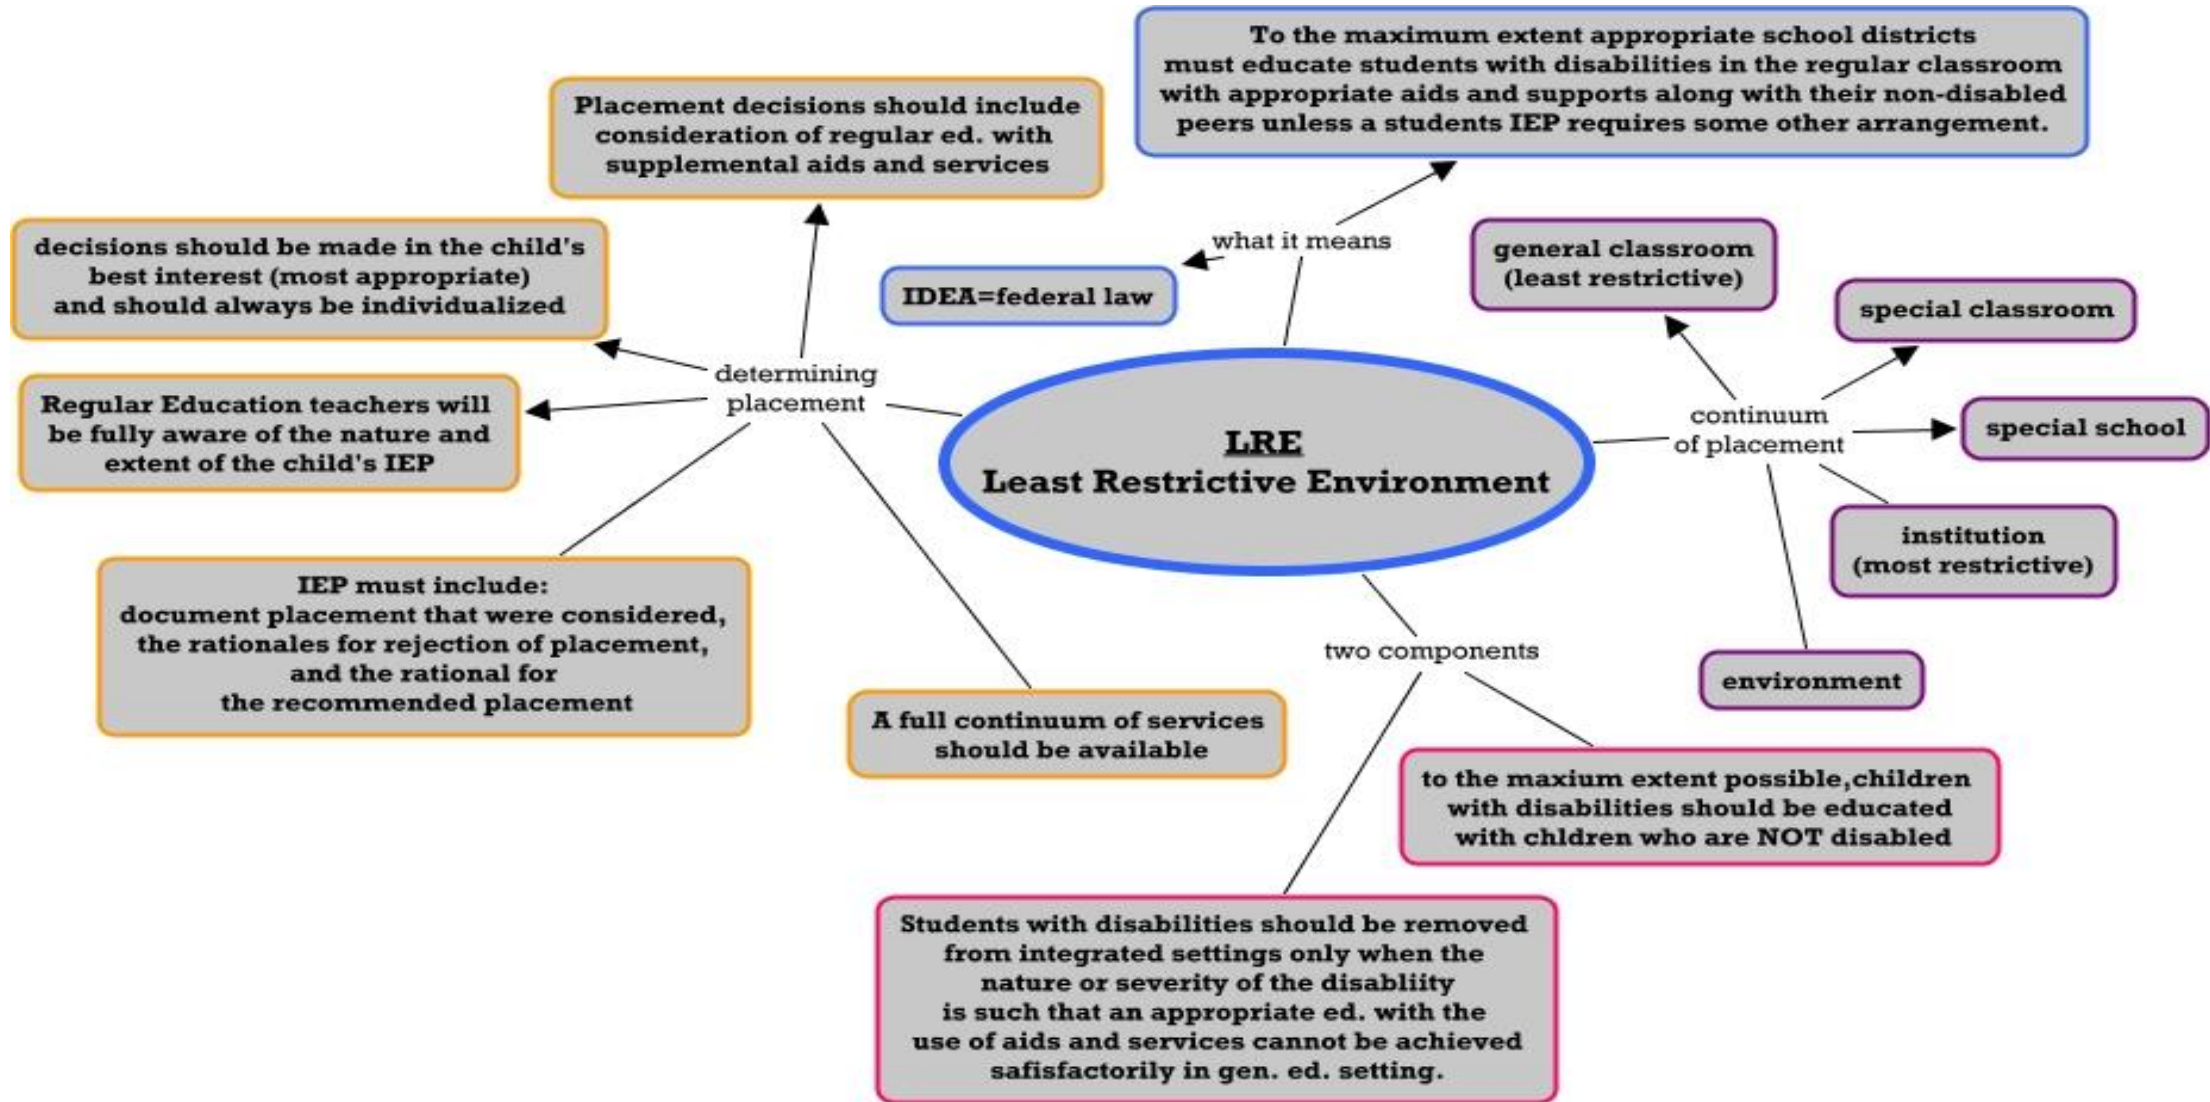 To the maximum extent appropriate school districts
must educate students with disabilities in the regular classroom
with appropriate aids and supports along with their non-disabled
peers unless a students IEP requires some other arrangement.
Placement decisions should include
consideration of regular ed. with
supplemental aids and services
decisions should be made in the child's
best interest (most appropriate)
and should always be individualized
what it means
IDEA=federal law
general classroom
(least restrictive)
special classroom
determining
placement
Regular Education teachers will
be fully aware of the nature and
extent of the child's IEP
LRE
Least Restrictive Environment
continuum
of placement
special school
institution
(most restrictive)
IEP must include:
document placement that were considered,
the rationales for rejection of placement,
and the rational for
the recommended placement
two components
environment
A full continuum of services
should be available
to the maxium extent possible,children
with disabilities should be educated
with chldren who are NOT disabled
Students with disabilities should be removed
from integrated settings only when the
nature or severity of the disabliity
is such that an appropriate ed. with the
use of aids and services cannot be achieved
safisfactorily in gen. ed. setting.